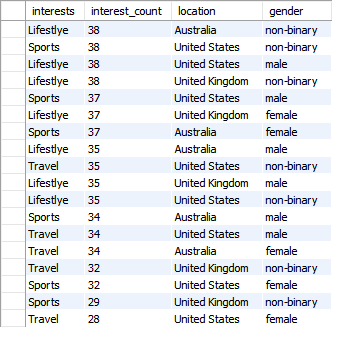 interests interest_count location gender
Lifestlye 38 Australia non-binary
Sports 38 United States non-binary
Lifestlye 38 United States male
Lifestlye 38 United Kingdom non-binary
Sports 37 United States male
Lifestlye 37 United Kingdom female
Sports 37 Australia female
Lifestlye 35 Australia male
Travel 35 United States non-binary
Lifestlye 35 United Kingdom male
Lifestlye 35 United States non-binary
Sports 34 Australia male
Travel 34 United States male
Travel 34 Australia female
Travel 32 United Kingdom non-binary
Sports 32 United States female
Sports 29 United Kingdom non-binary
Travel 28 United States female